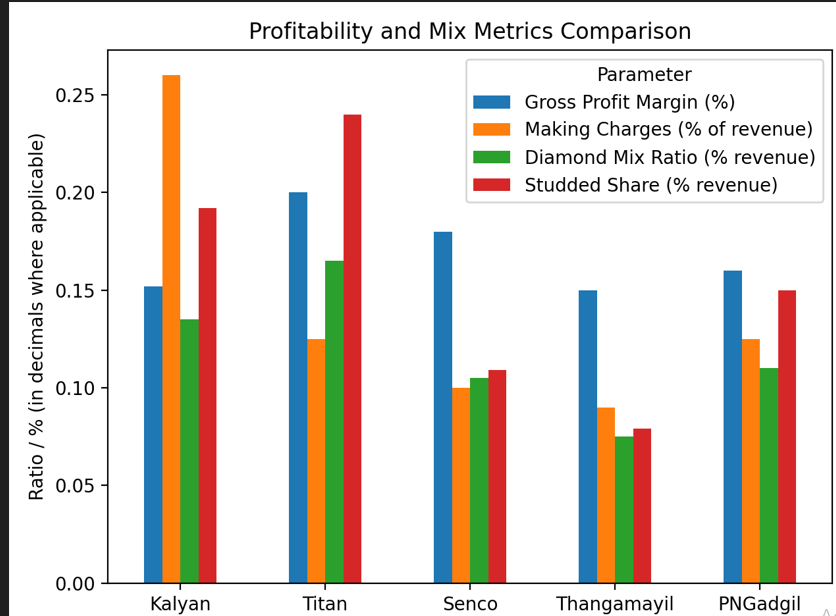 Profitability and Mix Metrics Comparison
Parameter
Gross Profit Margin (%)
Making Charges (% of revenue)
Diamond Mix Ratio (% revenue)
Studded Share (% revenue)
Ratio / % (in decimals where applicable)
0.25
0.20
0.15
0.10
0.05
0.00
Kalyan Titan Senco Thangamayil PNGadgil